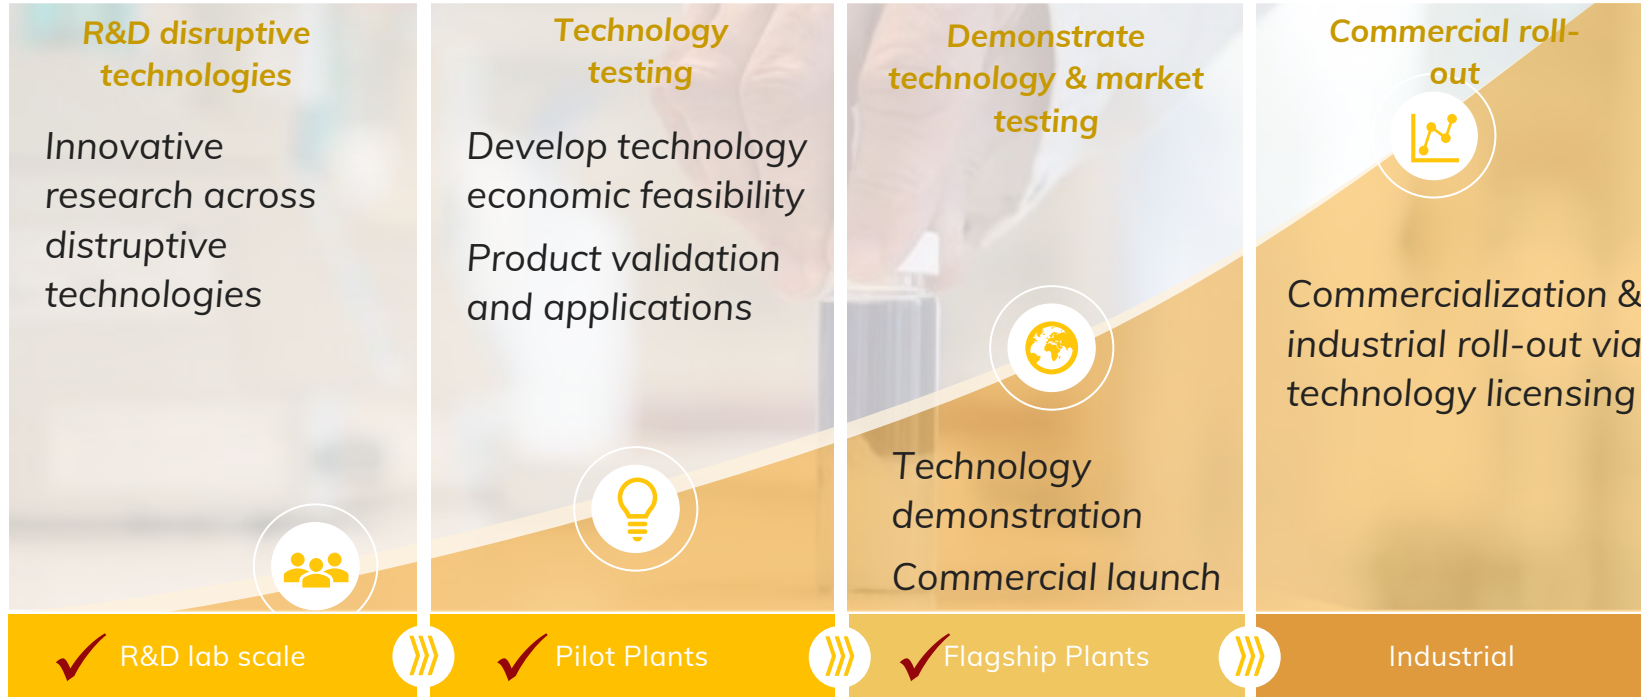 R&D disruptive
technologies
Innovative
research across
distruptive
technologies
R&D lab scale
Technology
testing
Develop technology
economic feasibility
Product validation
and applications
Pilot Plants
Demonstrate
technology & market
testing
Technology
demonstration
Commercial launch
Flagship Plants
Commercial roll-
out
Commercialization &
industrial roll-out via
technology licensing
Industrial